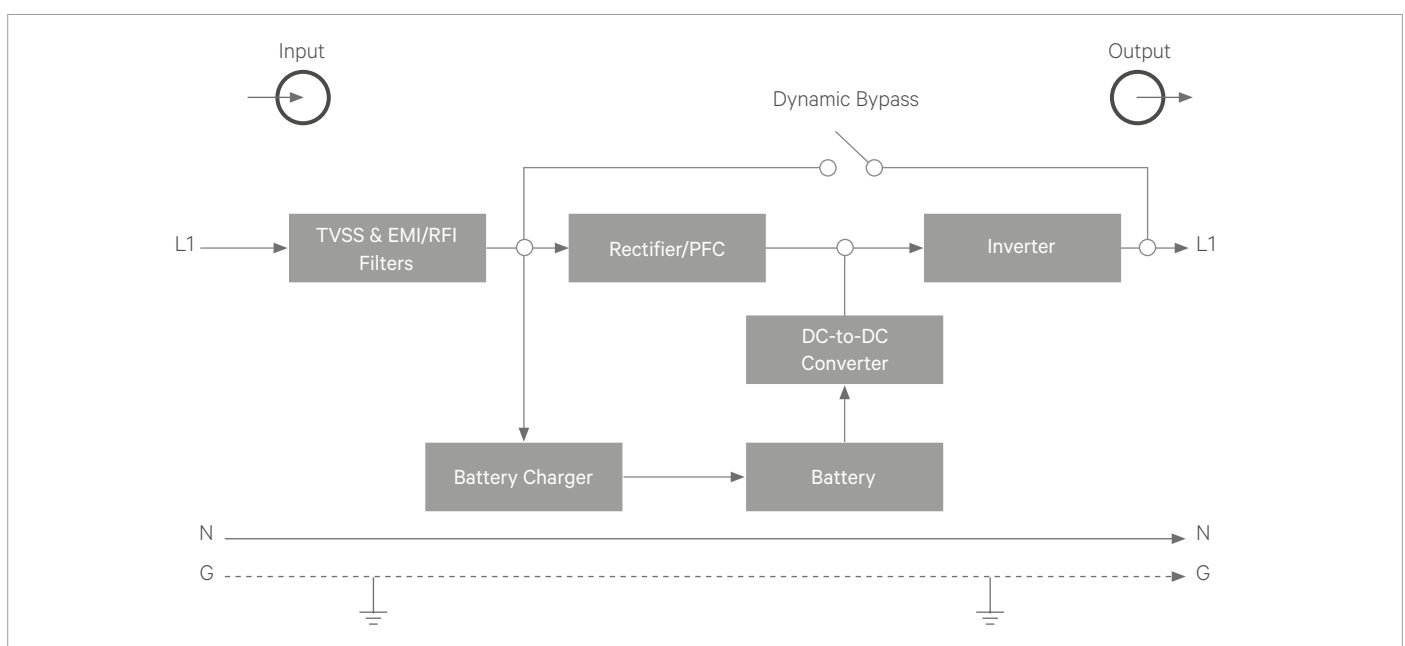 Input
Output
Dynamic Bypass
L1
TVSS & EMI/RFI
Filters
Rectifier/PFC
Inverter
L1
DC-to-DC
Converter
Battery Charger
Battery
N
N
G
G